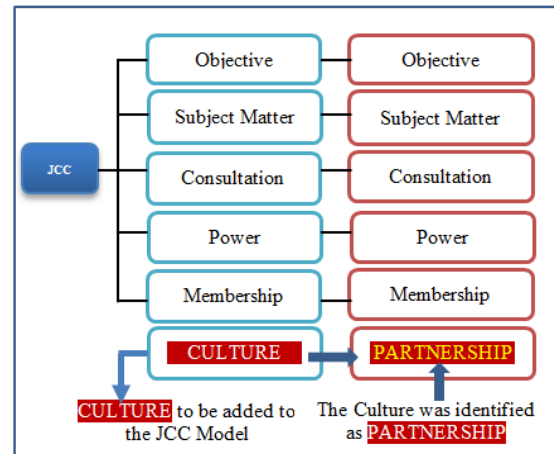 Objective
Objective
Subject Matter
Subject Matter
JCC
Consultation
Consultation
Power
Power
Membership
Membership
CULTURE
PARTNERSHIP
CULTURE to be added to
the JCC Model
The Culture was identified
as PARTNERSHIP